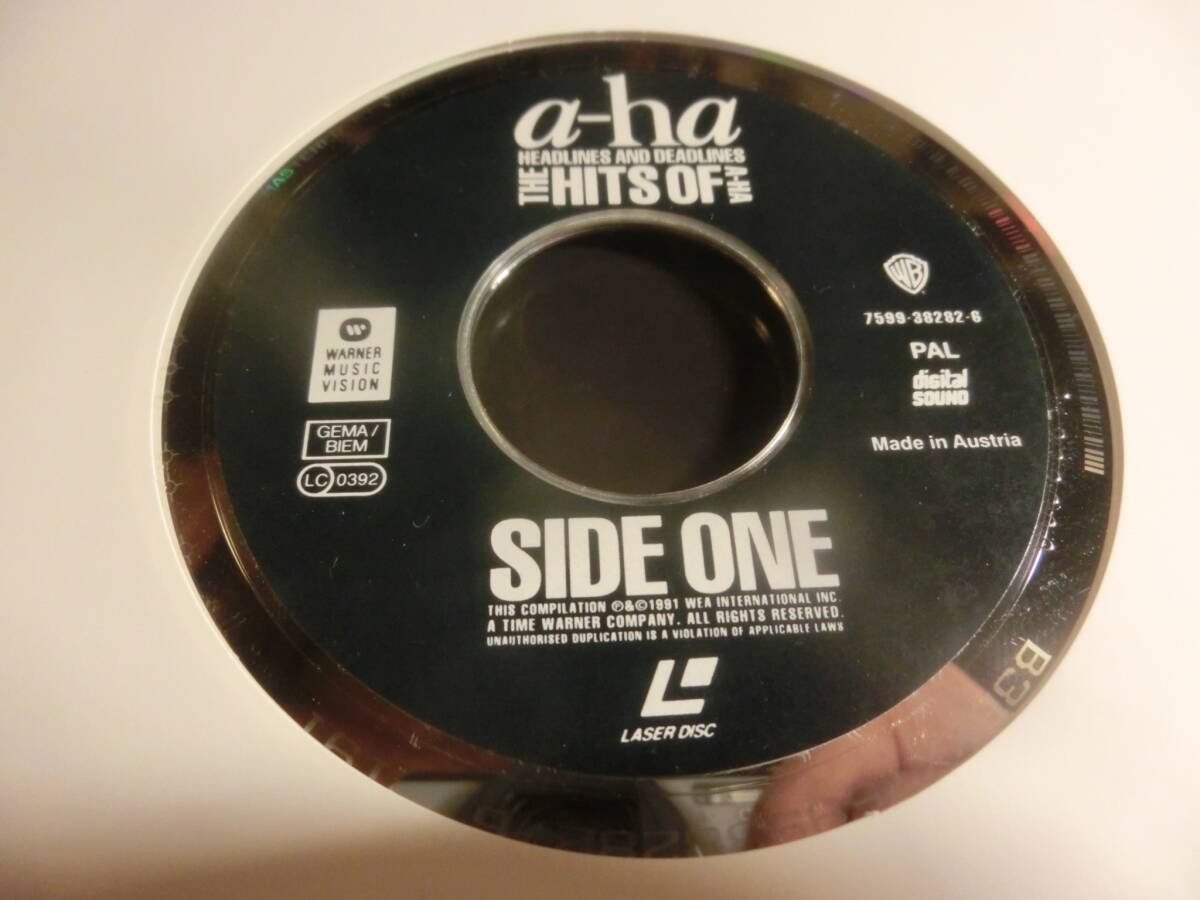 a-ha
HEADLINES AND DEADLINES
THE HITS OF A-HA
WB
7599-38282-6
PAL
digital
SOUND
Made in Austria
WARNER
MUSIC
VISION
GEMA/
BIEM
LC 0392
SIDE ONE
THIS COMPILATION ℗&©1991 WEA INTERNATIONAL INC.
A TIME WARNER COMPANY. ALL RIGHTS RESERVED.
UNAUTHORISED DUPLICATION IS A VIOLATION OF APPLICABLE LAWS
LASER DISC
B3